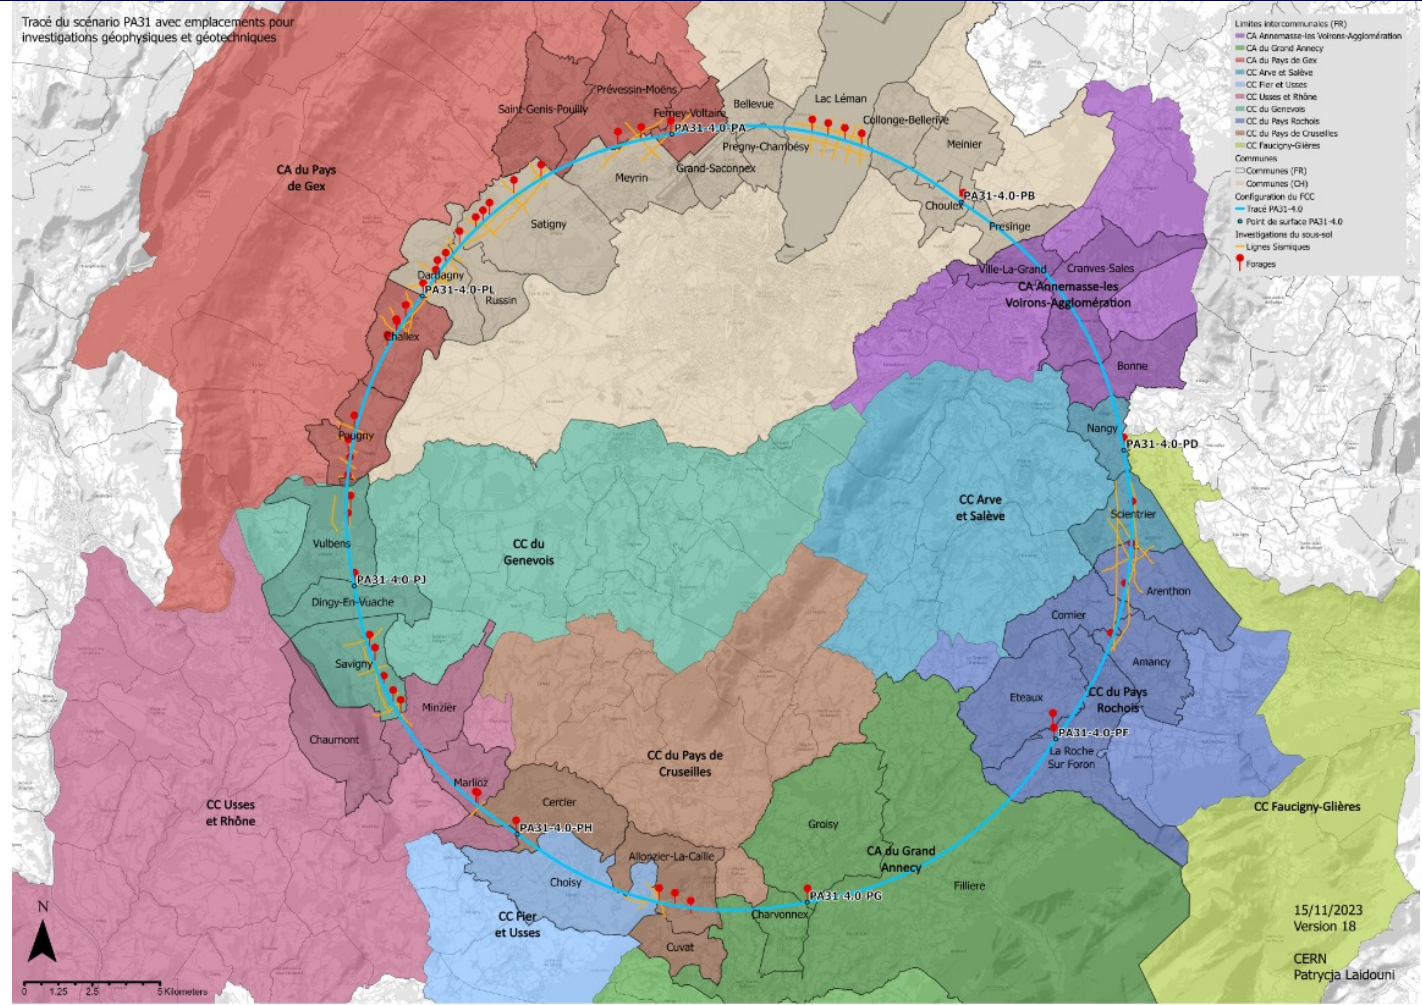 Tracé du scénario PA31 avec emplacements pour
investigations géophysiques et géotechniques
Limites intercommunales (FR)
CA Annemasse-les Voirons-Agglomération
CA du Grand Annecy
CA du Pays de Gex
CC Arve et Salève
CC Fier et Usses
CC Usses et Rhône
CC du Genevois
CC du Pays Rochois
CC du Pays de Cruseilles
CC Faucigny-Glières
Communes
Communes (FR)
Communes (CH)
Configuration du FCC
Tracé PA31-4.0
Point de surface PA31-4.0
Investigations du sous-sol
Lignes Sismiques
Forages
Prévessin-Moëns
Saint-Genis-Pouilly
Ferney-Voltaire
Bellevue
Lac Léman
Collonge-Bellerive
PA31-4.0-PA
Pregny-Chambésy
Meinier
Grand-Saconnex
Meyrin
CA du Pays
de Gex
PA31-4.0-PB
Choulex
Satigny
Presinge
Dardagny
PA31-4.0-PL
Russin
Ville-La-Grand
Cranves-Sales
CA Annemasse-les
Voirons-Agglomération
Challex
Bonne
Pougny
Nangy
PA31-4.0-PD
CC Arve
et Salève
Scientrier
Vulbens
CC du
Genevois
PA31-4.0-PJ
Dingy-En-Vuache
Arenthon
Cornier
Savigny
Amancy
Eteaux
CC du Pays
Rochois
Minzier
Chaumont
PA31-4.0-PF
La Roche
Sur Foron
CC du Pays de
Cruseilles
Marlioz
Cercier
CC Usses
et Rhône
CC Faucigny-Glières
PA31-4.0-PH
Groisy
Allonzier-La-Caille
CA du Grand
Annecy
Choisy
Filliere
PA31-4.0-PG
Charvonnex
CC Fier
et Usses
Cuvat
N
0 1.25 2.5 5 Kilometers
15/11/2023
Version 18
CERN
Patrycja Laidouni